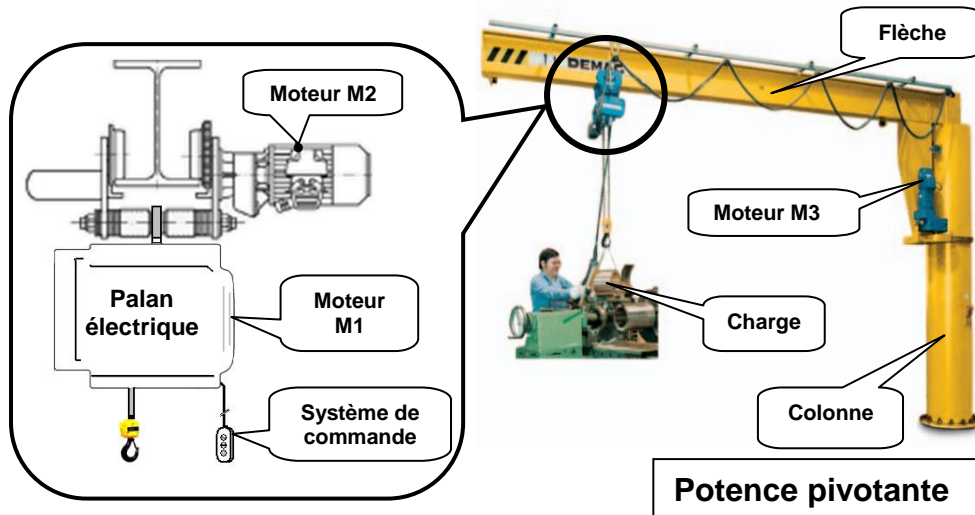 Moteur M2
Palan
électrique
Moteur
M1
Système de
commande
Flèche
DEMAG
Moteur M3
Charge
Colonne
Potence pivotante